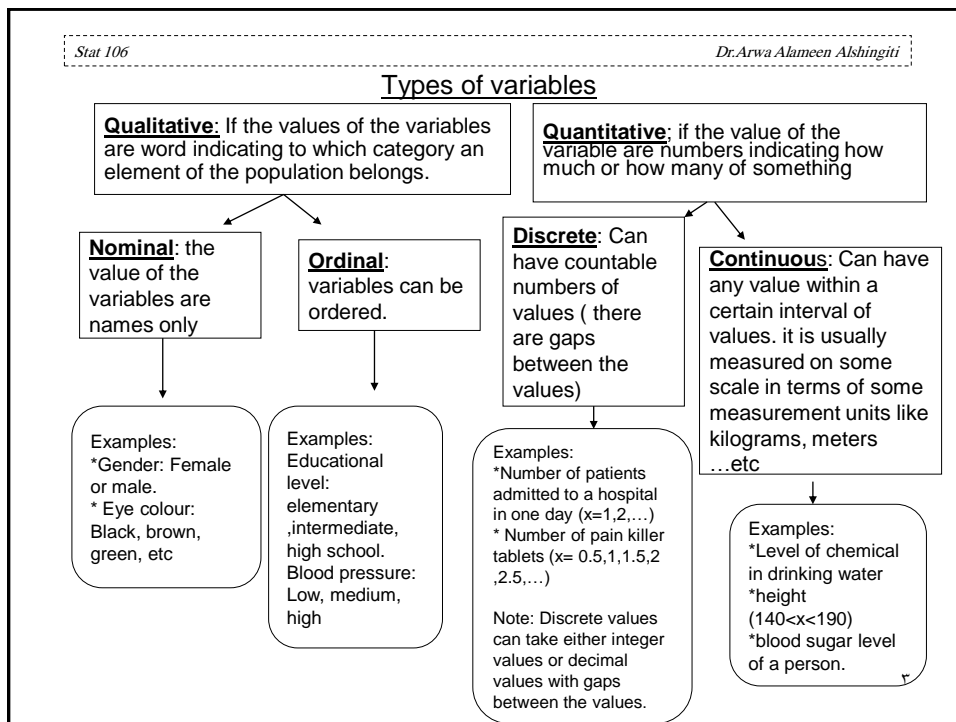 Stat 106
Dr.Arwa Alameen Alshingiti
Types of variables
Qualitative: If the values of the variables
are word indicating to which category an
element of the population belongs.
Quantitative; if the value of the
variable are numbers indicating how
much or how many of something
Nominal: the
value of the
variables are
names only
Ordinal:
variables can be
ordered.
Discrete: Can
have countable
numbers of
values ( there
are gaps
between the
values)
Continuous: Can have
any value within a
certain interval of
values. it is usually
measured on some
scale in terms of some
measurement units like
kilograms, meters
…etc
Examples:
*Gender: Female
or male.
* Eye colour:
Black, brown,
green, etc
Examples:
Educational
level:
elementary
,intermediate,
high school.
Blood pressure:
Low, medium,
high
Examples:
*Number of patients
admitted to a hospital
in one day (x=1,2,…)
* Number of pain killer
tablets (x= 0.5,1,1.5,2
,2.5,…)
Note: Discrete values
can take either integer
values or decimal
values with gaps
between the values.
Examples:
*Level of chemical
in drinking water
*height
(140<x<190)
*blood sugar level
of a person.
٣